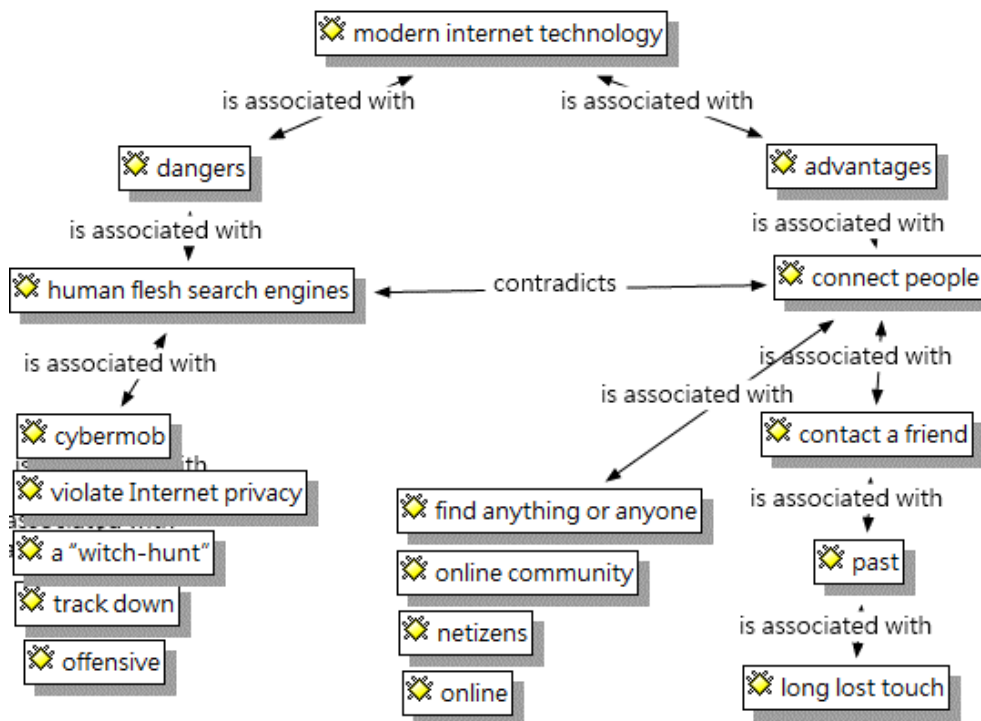 modern internet technology
is associated with
is associated with
dangers
advantages
is associated with
is associated with
human flesh search engines
contradicts
connect people
is associated with
is associated with
is associated with
cybermob
contact a friend
violate Internet privacy
find anything or anyone
is associated with
a “witch-hunt”
online community
past
track down
netizens
is associated with
offensive
online
long lost touch